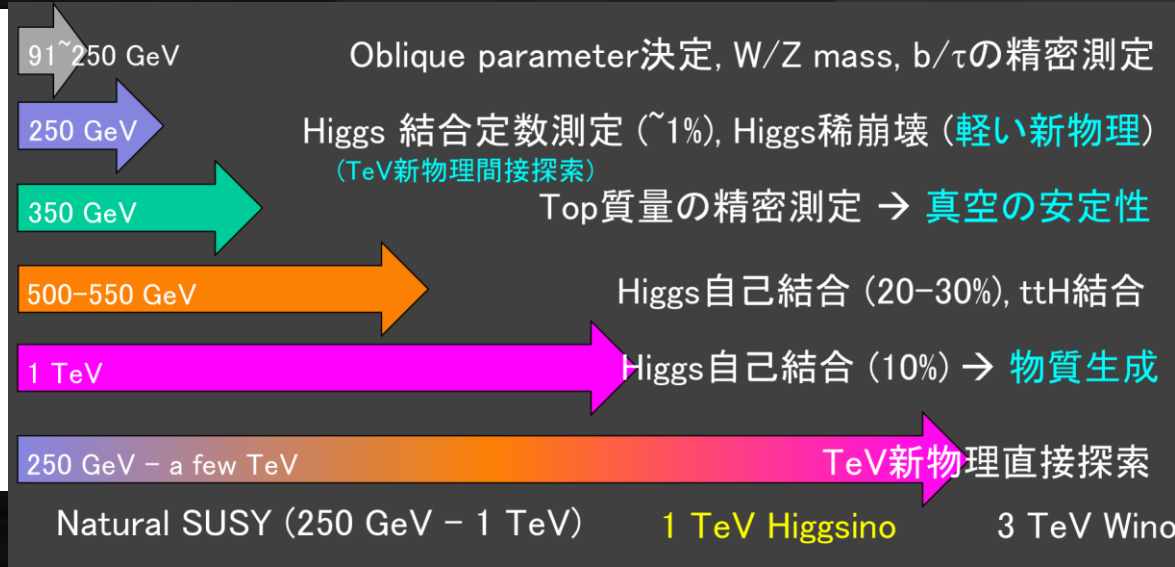 91~250 GeV Oblique parameter決定, W/Z mass, b/τの精密測定
250 GeV Higgs 結合定数測定 (~1%), Higgs稀崩壊 (軽い新物理)
(TeV新物理間接探索)
350 GeV Top質量の精密測定 → 真空の安定性
500-550 GeV Higgs自己結合 (20-30%), ttH結合
1 TeV Higgs自己結合 (10%) → 物質生成
250 GeV – a few TeV TeV新物理直接探索
Natural SUSY (250 GeV – 1 TeV) 1 TeV Higgsino 3 TeV Wino